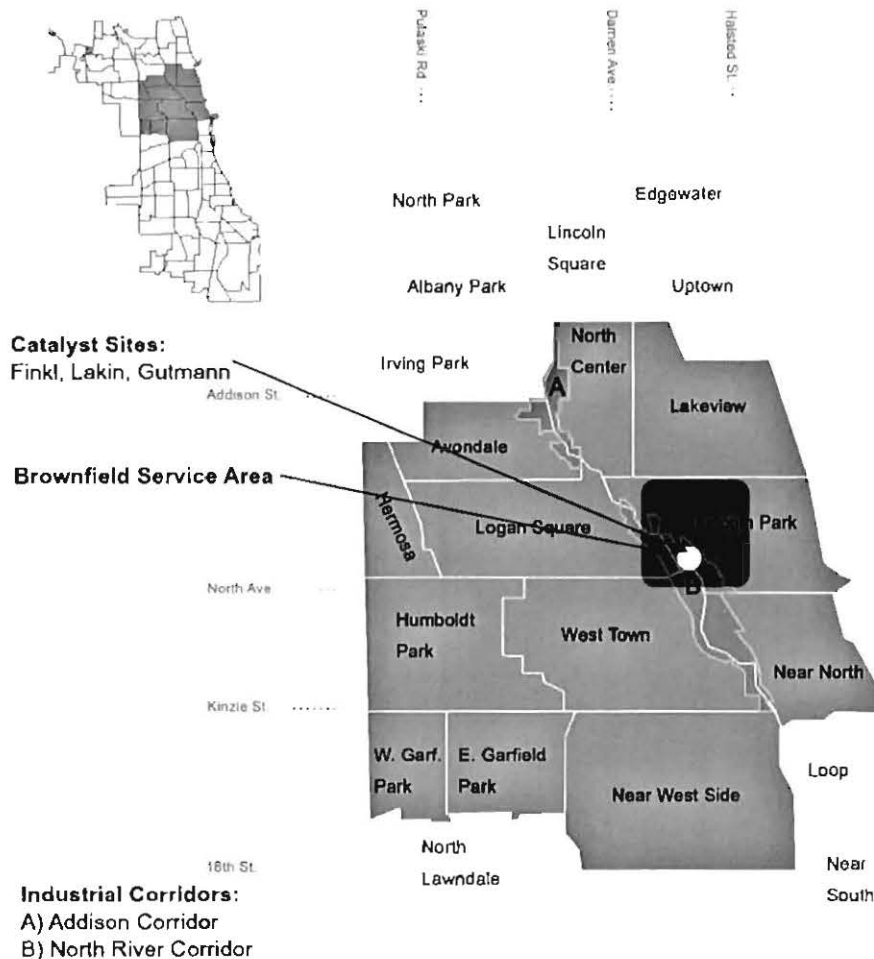 Pulaski Rd
Damen Ave
Halsted St.
North Park
Edgewater
Lincoln
Square
Albany Park
Uptown
Catalyst Sites:
Finkl, Lakin, Gutmann
Irving Park
North
Center
A
Addison St.
Lakeview
Avondale
Brownfield Service Area
Hermosa
Logan Square
Park
B
North Ave
Humboldt
Park
West Town
Near North
Kinzie St.
W. Garf.
Park
E. Garfield
Park
Near West Side
Loop
North
Lawndale
18th St.
Near
South
Industrial Corridors:
A) Addison Corridor
B) North River Corridor